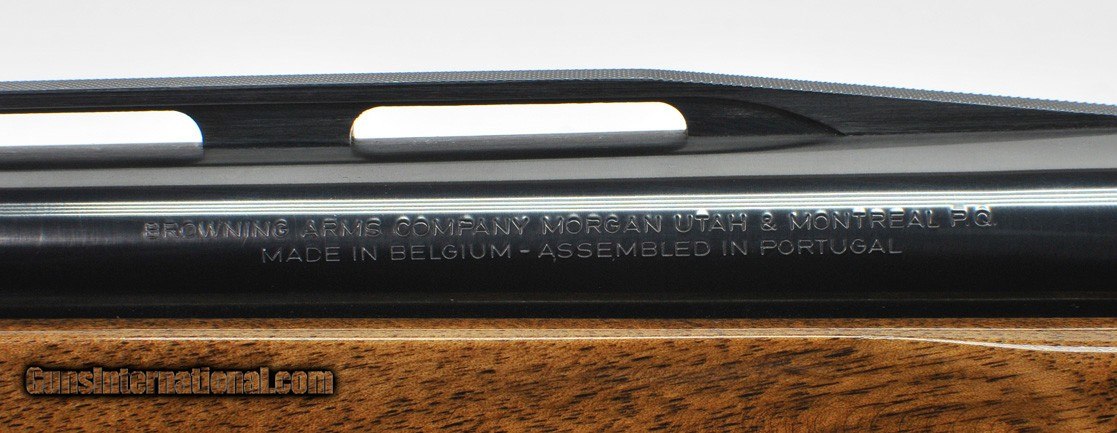 BROWNING ARMS COMPANY MORGAN UTAH & MONTREAL P.Q.
MADE IN BELGIUM - ASSEMBLED IN PORTUGAL
GunsInternational.com